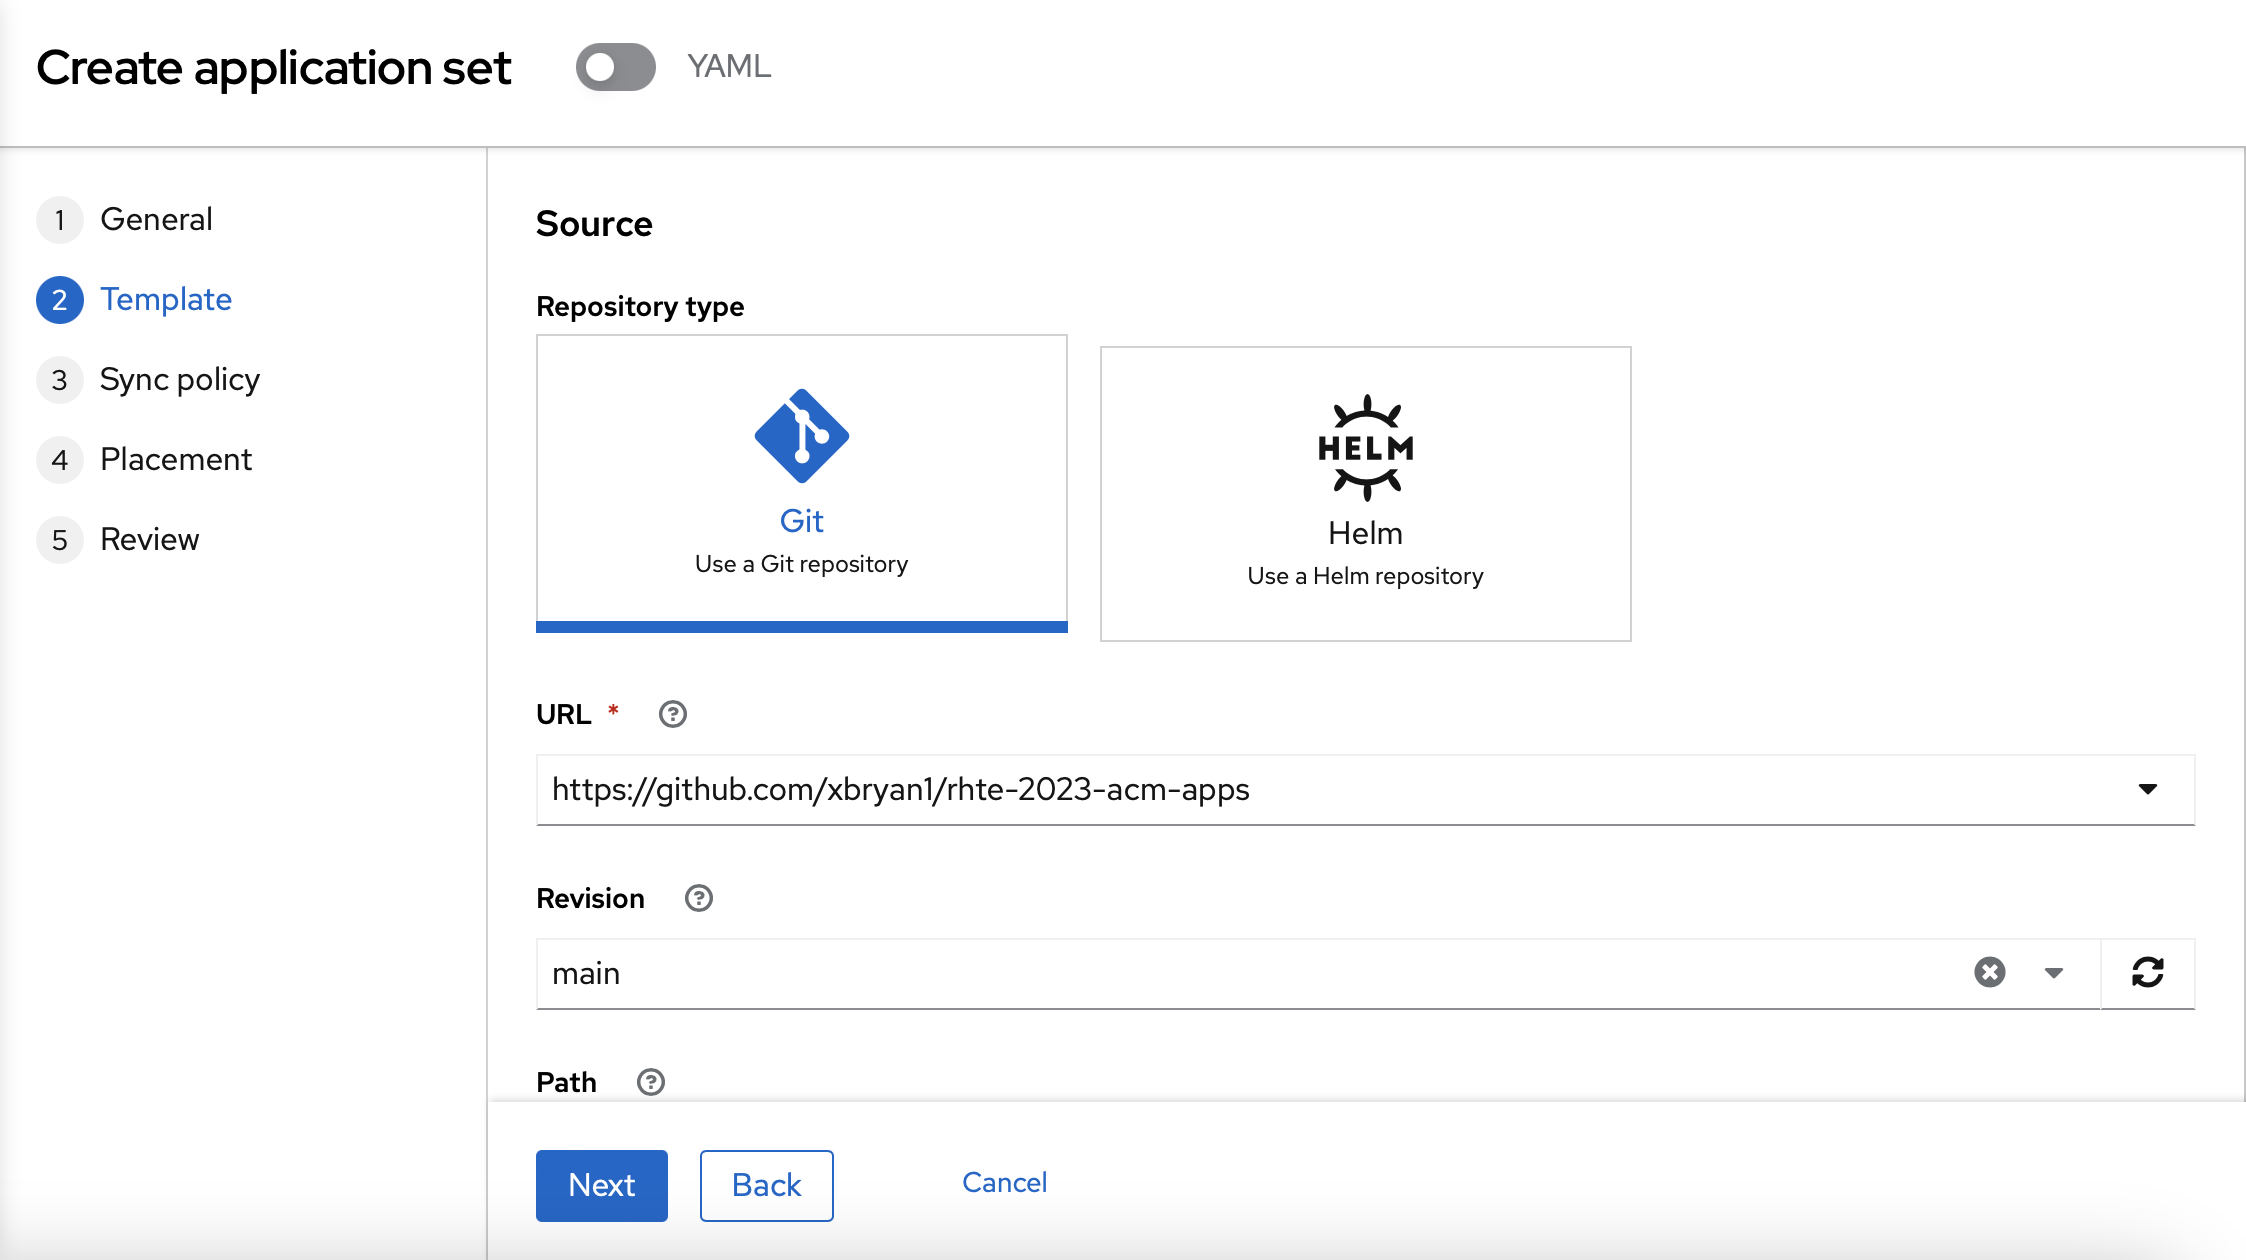 Create application set YAML
1 General
2 Template
3 Sync policy
4 Placement
5 Review
Source
Repository type
Git
Use a Git repository
HELM
Helm
Use a Helm repository
URL *
https://github.com/xbryan1/rhte-2023-acm-apps
Revision
main
Path
Next Back Cancel